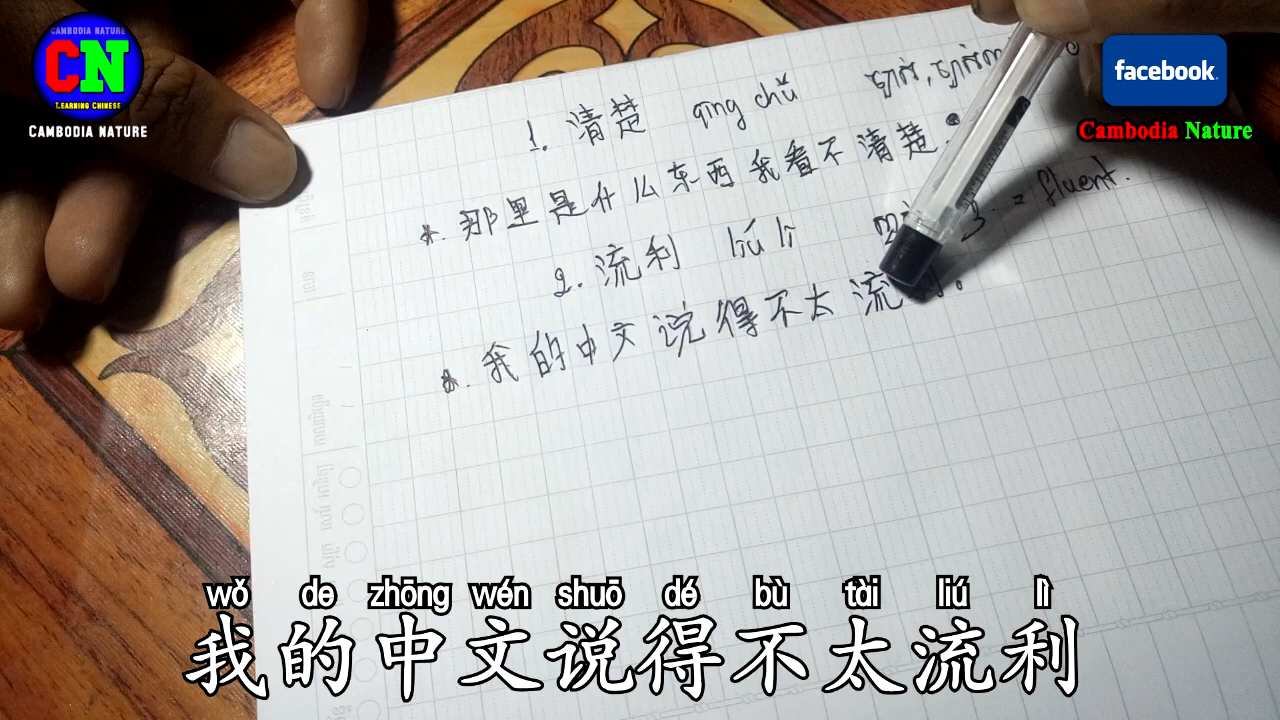 CAMBODIA NATURE
CN
LEARNING CHINESE
CAMBODIA NATURE
facebook
Cambodia Nature
1. 清楚 qīng chǔ
*. 那里是什么东西我看不清楚.
2. 流利 liú lì = fluent.
*. 我的中文说得不太流
wǒ de zhōng wén shuō dé bù tài liú lì
我的中文说得不太流利